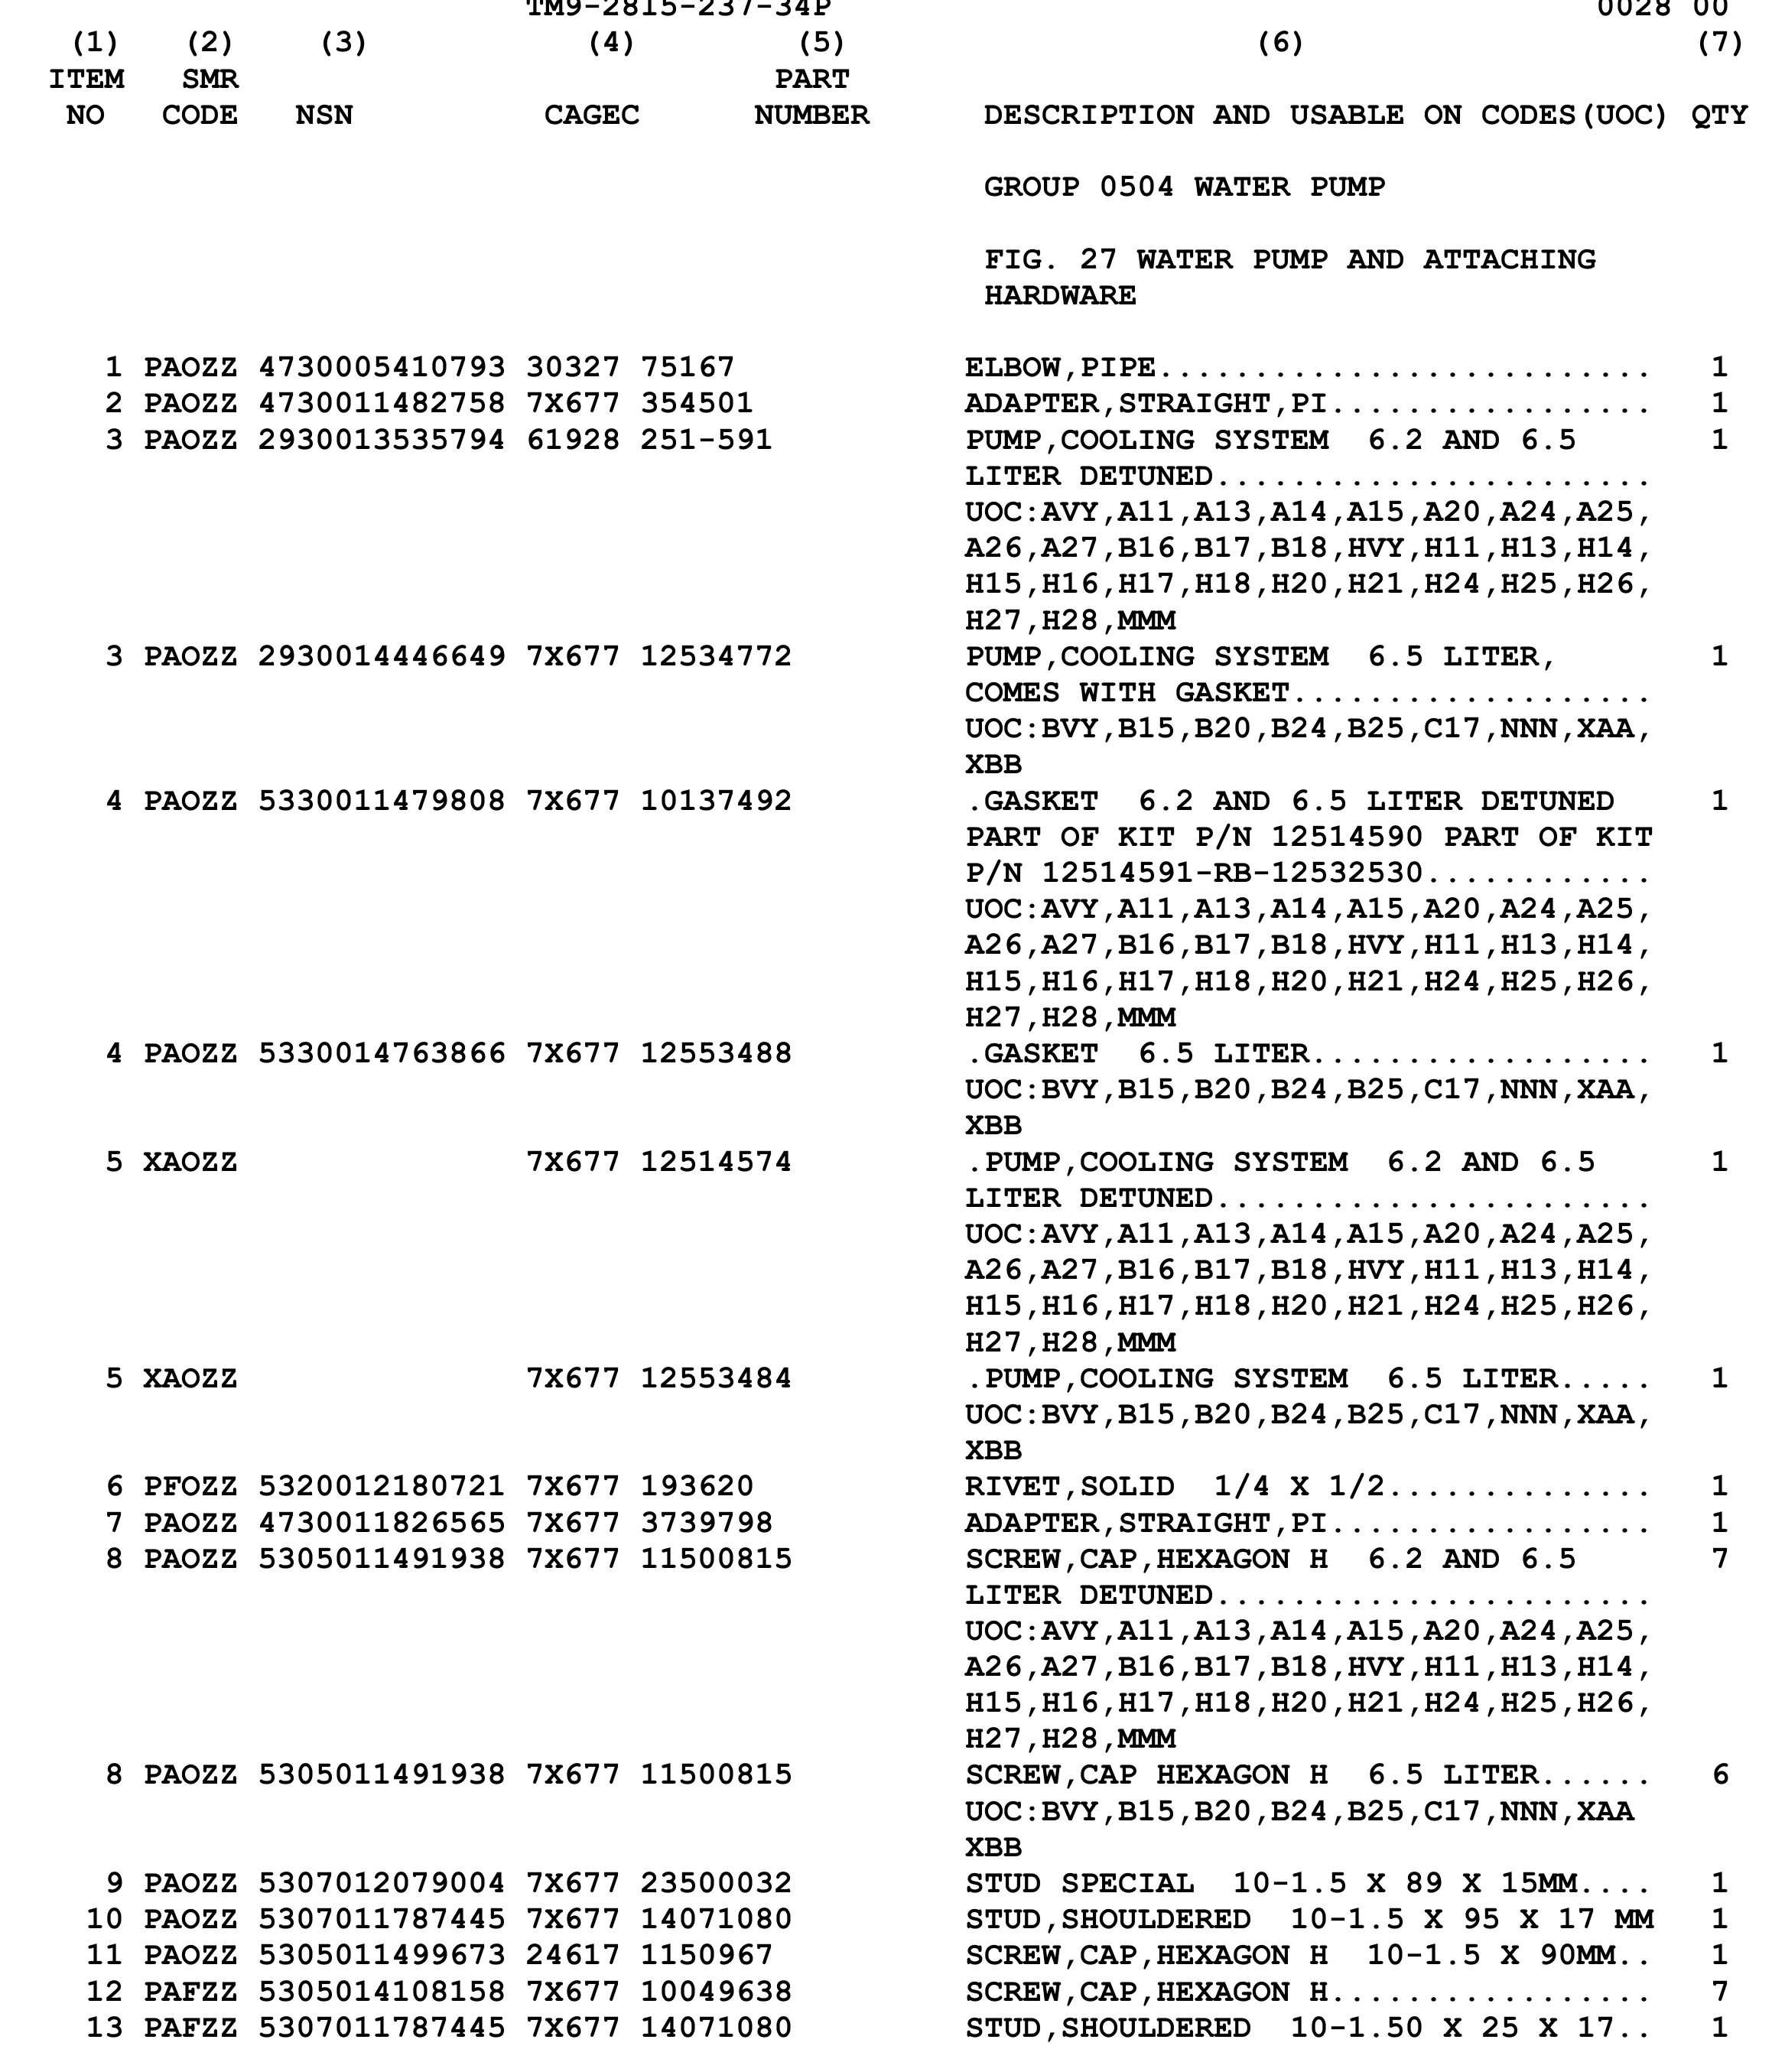 TM9-2815-237-34P 0028 00
(1) (2) (3) (4) (5) (6) (7)
ITEM SMR PART
NO CODE NSN CAGEC NUMBER DESCRIPTION AND USABLE ON CODES(UOC) QTY
GROUP 0504 WATER PUMP
FIG. 27 WATER PUMP AND ATTACHING
HARDWARE
1 PAOZZ 4730005410793 30327 75167 ELBOW,PIPE.......................... 1
2 PAOZZ 4730011482758 7X677 354501 ADAPTER,STRAIGHT,PI................. 1
3 PAOZZ 2930013535794 61928 251-591 PUMP,COOLING SYSTEM 6.2 AND 6.5 1
LITER DETUNED.......................
UOC:AVY,A11,A13,A14,A15,A20,A24,A25,
A26,A27,B16,B17,B18,HVY,H11,H13,H14,
H15,H16,H17,H18,H20,H21,H24,H25,H26,
H27,H28,MMM
3 PAOZZ 2930014446649 7X677 12534772 PUMP,COOLING SYSTEM 6.5 LITER, 1
COMES WITH GASKET...................
UOC:BVY,B15,B20,B24,B25,C17,NNN,XAA,
XBB
4 PAOZZ 5330011479808 7X677 10137492 .GASKET 6.2 AND 6.5 LITER DETUNED 1
PART OF KIT P/N 12514590 PART OF KIT
P/N 12514591-RB-12532530............
UOC:AVY,A11,A13,A14,A15,A20,A24,A25,
A26,A27,B16,B17,B18,HVY,H11,H13,H14,
H15,H16,H17,H18,H20,H21,H24,H25,H26,
H27,H28,MMM
4 PAOZZ 5330014763866 7X677 12553488 .GASKET 6.5 LITER.................. 1
UOC:BVY,B15,B20,B24,B25,C17,NNN,XAA,
XBB
5 XAOZZ 7X677 12514574 .PUMP,COOLING SYSTEM 6.2 AND 6.5 1
LITER DETUNED.......................
UOC:AVY,A11,A13,A14,A15,A20,A24,A25,
A26,A27,B16,B17,B18,HVY,H11,H13,H14,
H15,H16,H17,H18,H20,H21,H24,H25,H26,
H27,H28,MMM
5 XAOZZ 7X677 12553484 .PUMP,COOLING SYSTEM 6.5 LITER..... 1
UOC:BVY,B15,B20,B24,B25,C17,NNN,XAA,
XBB
6 PFOZZ 5320012180721 7X677 193620 RIVET,SOLID 1/4 X 1/2.............. 1
7 PAOZZ 4730011826565 7X677 3739798 ADAPTER,STRAIGHT,PI................. 1
8 PAOZZ 5305011491938 7X677 11500815 SCREW,CAP,HEXAGON H 6.2 AND 6.5 7
LITER DETUNED.......................
UOC:AVY,A11,A13,A14,A15,A20,A24,A25,
A26,A27,B16,B17,B18,HVY,H11,H13,H14,
H15,H16,H17,H18,H20,H21,H24,H25,H26,
H27,H28,MMM
8 PAOZZ 5305011491938 7X677 11500815 SCREW,CAP HEXAGON H 6.5 LITER...... 6
UOC:BVY,B15,B20,B24,B25,C17,NNN,XAA
XBB
9 PAOZZ 5307012079004 7X677 23500032 STUD SPECIAL 10-1.5 X 89 X 15MM.... 1
10 PAOZZ 5307011787445 7X677 14071080 STUD,SHOULDERED 10-1.5 X 95 X 17 MM 1
11 PAOZZ 5305011499673 24617 1150967 SCREW,CAP,HEXAGON H 10-1.5 X 90MM.. 1
12 PAFZZ 5305014108158 7X677 10049638 SCREW,CAP,HEXAGON H................. 7
13 PAFZZ 5307011787445 7X677 14071080 STUD,SHOULDERED 10-1.50 X 25 X 17.. 1